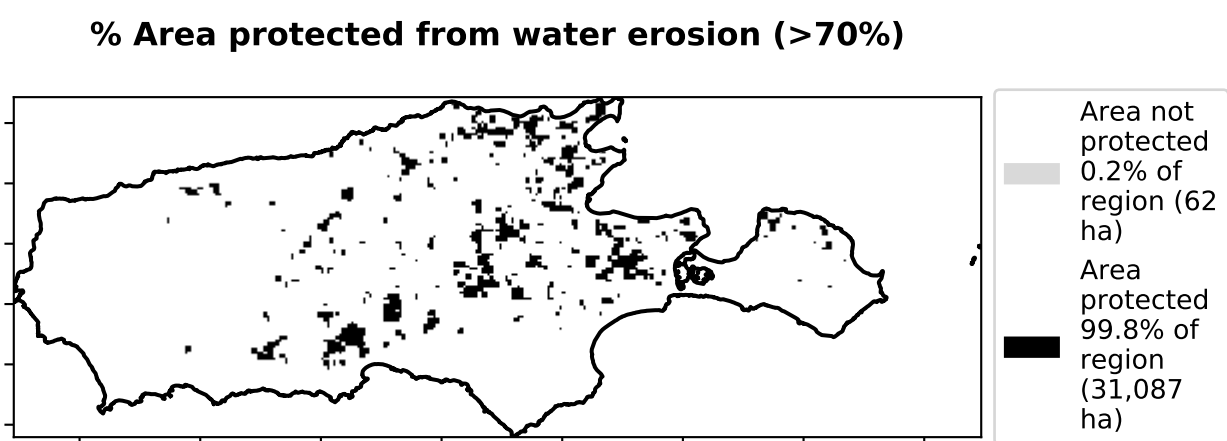 % Area protected from water erosion (>70%)
Area not
protected
0.2% of
region (62
ha)
Area
protected
99.8% of
region
(31,087
ha)